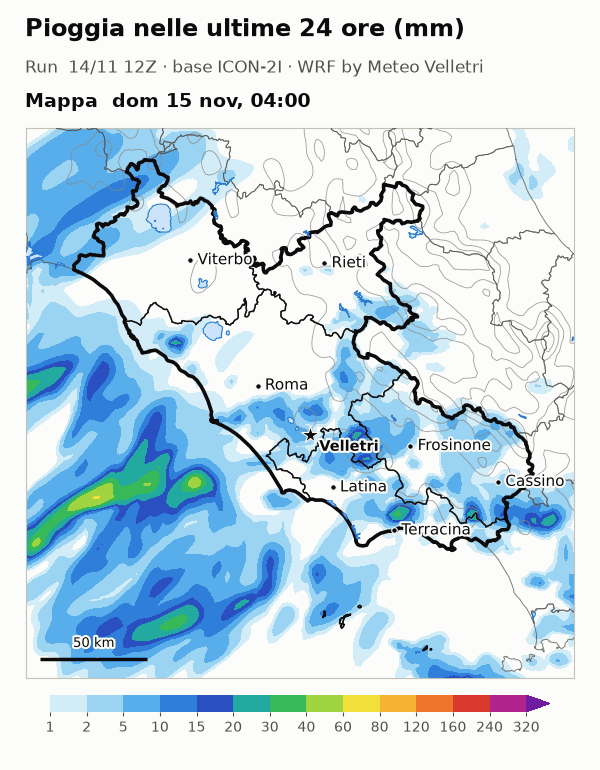 Pioggia nelle ultime 24 ore (mm)
Run 14/11 12Z · base ICON-2I · WRF by Meteo Velletri
Mappa dom 15 nov, 04:00
Viterbo
Rieti
Roma
Velletri
Frosinone
Cassino
Latina
Terracina
50 km
1 2 5 10 15 20 30 40 60 80 120 160 240 320